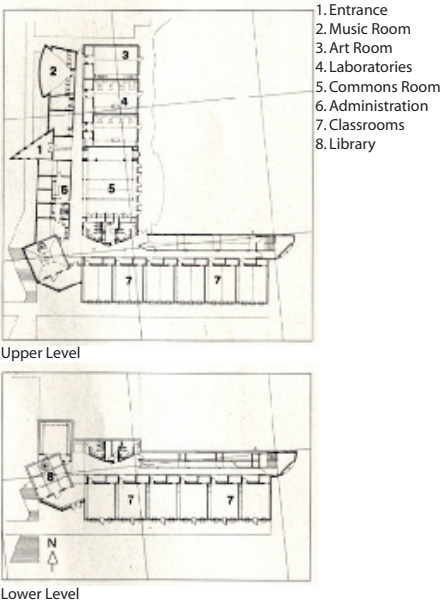 1. Entrance
2. Music Room
3. Art Room
4. Laboratories
5. Commons Room
6. Administration
7. Classrooms
8. Library
3
2
4
1
5
6
7
7
Upper Level
8
7
7
N
Lower Level